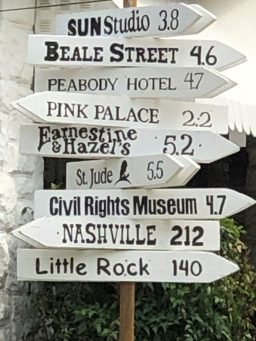 SUN STUDIO 3.8
BEALE STREET 4.6
PEABODY HOTEL 4.7
PINK PALACE 2.2
Earnestine
& Hazel's 5.2
St. Jude 5.5
Civil Rights Museum 4.7
NASHVILLE 212
Little Rock 140